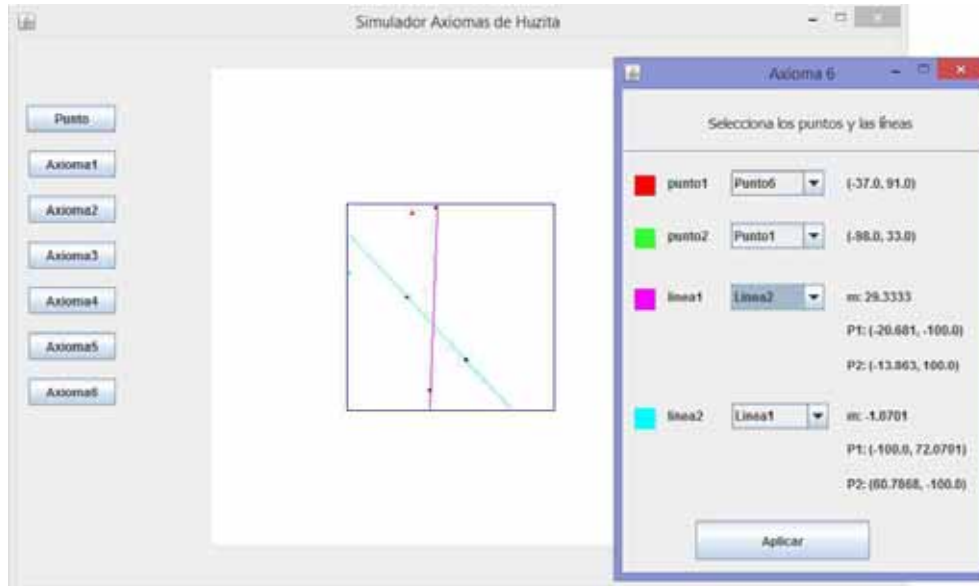 Simulador Axiomas de Huzita
Punto
Axioma1
Axioma2
Axioma3
Axioma4
Axioma5
Axioma6
Axioma 6
Selecciona los puntos y las líneas
punto1 Punto6 (-37.0, 91.0)
punto2 Punto1 (-98.0, 33.0)
linea1 Linea2 m: 29.3333
P1: (-20.681, -100.0)
P2: (-13.863, 100.0)
linea2 Linea1 m: -1.0701
P1: (-100.0, 72.0701)
P2: (60.7868, -100.0)
Aplicar